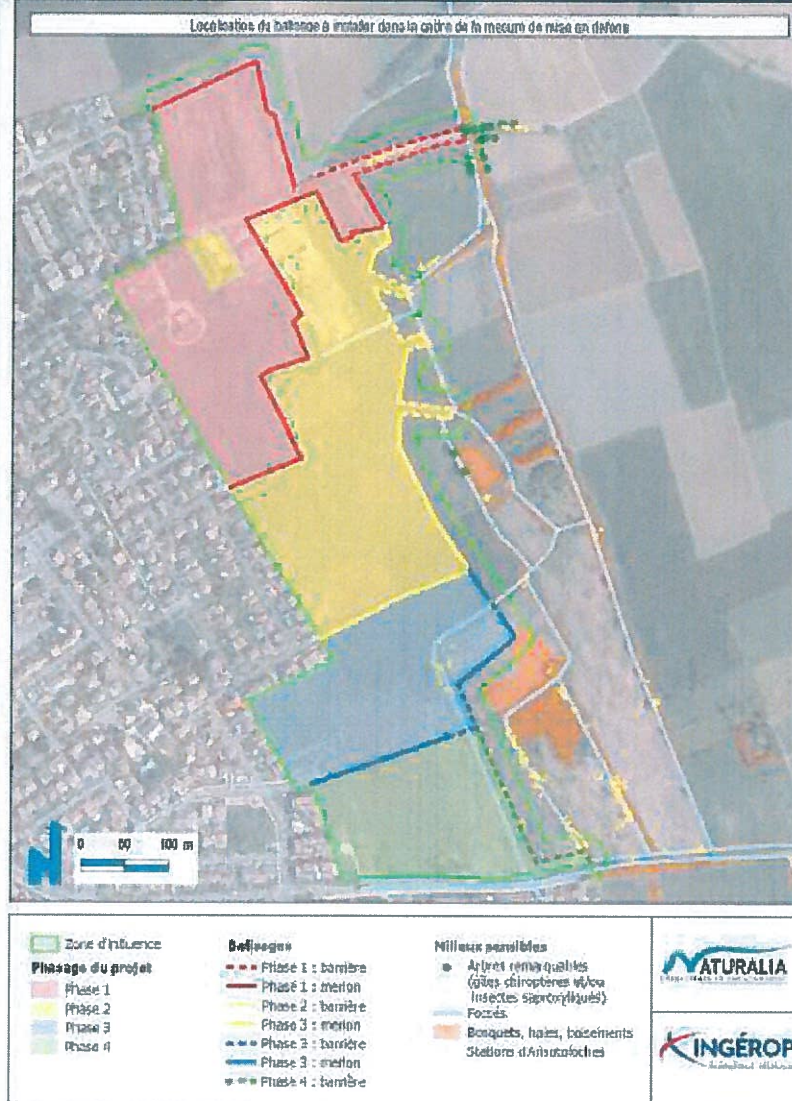 Localisation du balisage à installer dans le cadre de la mesure de mise en défens
0 50 100 m
Zone d'influence
Phasage du projet
Phase 1
Phase 2
Phase 3
Phase 4
Balisages
Phase 1 : barrière
Phase 1 : merlon
Phase 2 : barrière
Phase 3 : merlon
Phase 3 : barrière
Phase 3 : merlon
Phase 4 : barrière
Milieux sensibles
Arbres remarquables
(gîtes chiroptères et/ou
insectes saproxyliques)
Fossés
Bosquets, haies, boisements
Stations d'Aristoloches
NATURALIA
INGÉROP